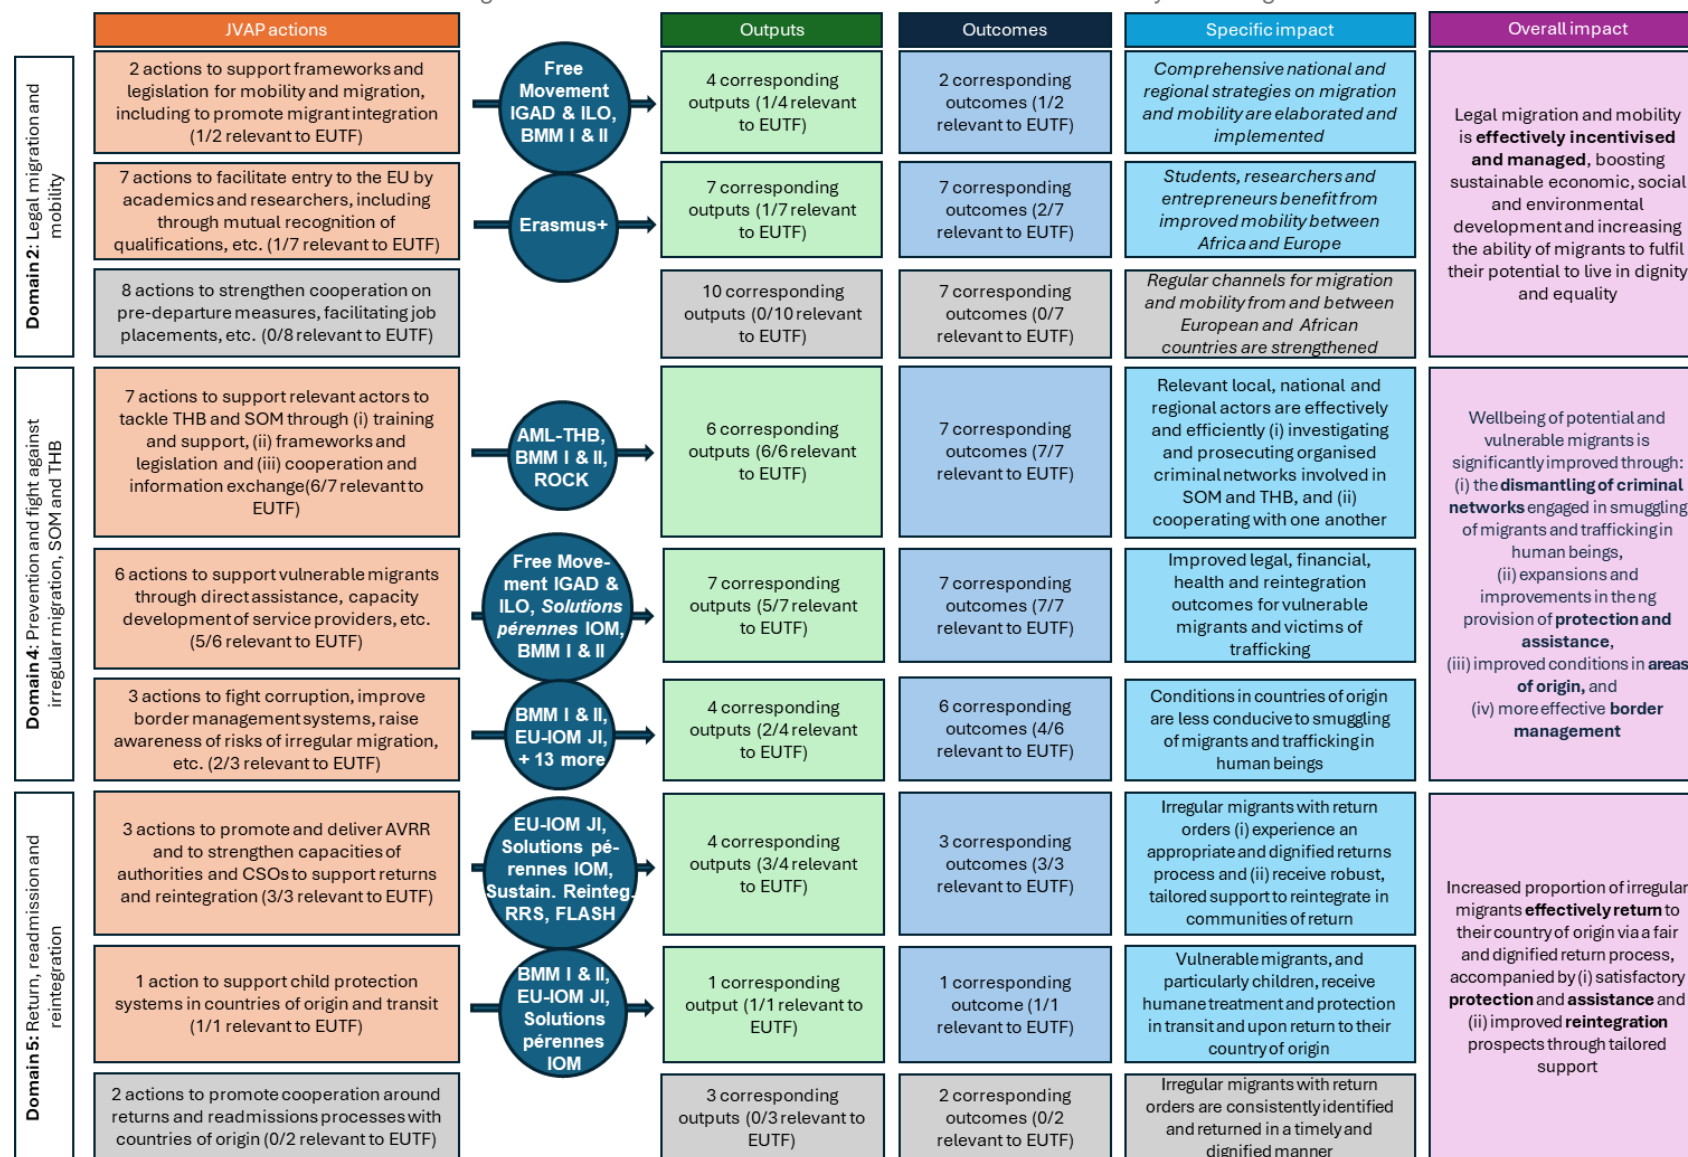 JVAP actions
Outputs
Outcomes
Specific impact
Overall impact
Domain 2: Legal migration and
mobility
2 actions to support frameworks and
legislation for mobility and migration,
including to promote migrant integration
(1/2 relevant to EUTF)
Free
Movement
IGAD & ILO,
BMM I & II
4 corresponding
outputs (1/4 relevant
to EUTF)
2 corresponding
outcomes (1/2
relevant to EUTF)
Comprehensive national and
regional strategies on migration
and mobility are elaborated and
implemented
7 actions to facilitate entry to the EU by
academics and researchers, including
through mutual recognition of
qualifications, etc. (1/7 relevant to EUTF)
Erasmus+
7 corresponding
outputs (1/7 relevant
to EUTF)
7 corresponding
outcomes (2/7
relevant to EUTF)
Students, researchers and
entrepreneurs benefit from
improved mobility between
Africa and Europe
8 actions to strengthen cooperation on
pre-departure measures, facilitating job
placements, etc. (0/8 relevant to EUTF)
10 corresponding
outputs (0/10 relevant
to EUTF)
7 corresponding
outcomes (0/7
relevant to EUTF)
Regular channels for migration
and mobility from and between
European and African
countries are strengthened
Legal migration and mobility
is effectively incentivised
and managed, boosting
sustainable economic, social
and environmental
development and increasing
the ability of migrants to fulfil
their potential to live in dignity
and equality
Domain 4: Prevention and fight against
irregular migration, SOM and THB
7 actions to support relevant actors to
tackle THB and SOM through (i) training
and support, (ii) frameworks and
legislation and (iii) cooperation and
information exchange(6/7 relevant to
EUTF)
AML-THB,
BMM I & II,
ROCK
6 corresponding
outputs (6/6 relevant
to EUTF)
7 corresponding
outcomes (7/7
relevant to EUTF)
Relevant local, national and
regional actors are effectively
and efficiently (i) investigating
and prosecuting organised
criminal networks involved in
SOM and THB, and (ii)
cooperating with one another
6 actions to support vulnerable migrants
through direct assistance, capacity
development of service providers, etc.
(5/6 relevant to EUTF)
Free Move-
ment IGAD &
ILO, Solutions
pérennes IOM,
BMM I & II
7 corresponding
outputs (5/7 relevant
to EUTF)
7 corresponding
outcomes (7/7
relevant to EUTF)
Improved legal, financial,
health and reintegration
outcomes for vulnerable
migrants and victims of
trafficking
3 actions to fight corruption, improve
border management systems, raise
awareness of risks of irregular migration,
etc. (2/3 relevant to EUTF)
BMM I & II,
EU-IOM JI,
+ 13 more
4 corresponding
outputs (2/4 relevant
to EUTF)
6 corresponding
outcomes (4/6
relevant to EUTF)
Conditions in countries of origin
are less conducive to smuggling
of migrants and trafficking in
human beings
Wellbeing of potential and
vulnerable migrants is
significantly improved through:
(i) the dismantling of criminal
networks engaged in smuggling
of migrants and trafficking in
human beings,
(ii) expansions and
improvements in the ng
provision of protection and
assistance,
(iii) improved conditions in areas
of origin, and
(iv) more effective border
management
Domain 5: Return, readmission and
reintegration
3 actions to promote and deliver AVRR
and to strengthen capacities of
authorities and CSOs to support returns
and reintegration (3/3 relevant to EUTF)
EU-IOM JI,
Solutions pé-
rennes IOM,
Sustain. Reinteg.
RRS, FLASH
4 corresponding
outputs (3/4 relevant
to EUTF)
3 corresponding
outcomes (3/3
relevant to EUTF)
Irregular migrants with return
orders (i) experience an
appropriate and dignified returns
process and (ii) receive robust,
tailored support to reintegrate in
communities of return
1 action to support child protection
systems in countries of origin and transit
(1/1 relevant to EUTF)
BMM I & II,
EU-IOM JI,
Solutions
pérennes
IOM
1 corresponding
output (1/1 relevant to
EUTF)
1 corresponding
outcome (1/1
relevant to EUTF)
Vulnerable migrants, and
particularly children, receive
humane treatment and protection
in transit and upon return to their
country of origin
2 actions to promote cooperation around
returns and readmissions processes with
countries of origin (0/2 relevant to EUTF)
3 corresponding
outputs (0/3 relevant to
EUTF)
2 corresponding
outcomes (0/2
relevant to EUTF)
Irregular migrants with return
orders are consistently identified
and returned in a timely and
dignified manner
Increased proportion of irregular
migrants effectively return to
their country of origin via a fair
and dignified return process,
accompanied by (i) satisfactory
protection and assistance and
(ii) improved reintegration
prospects through tailored
support